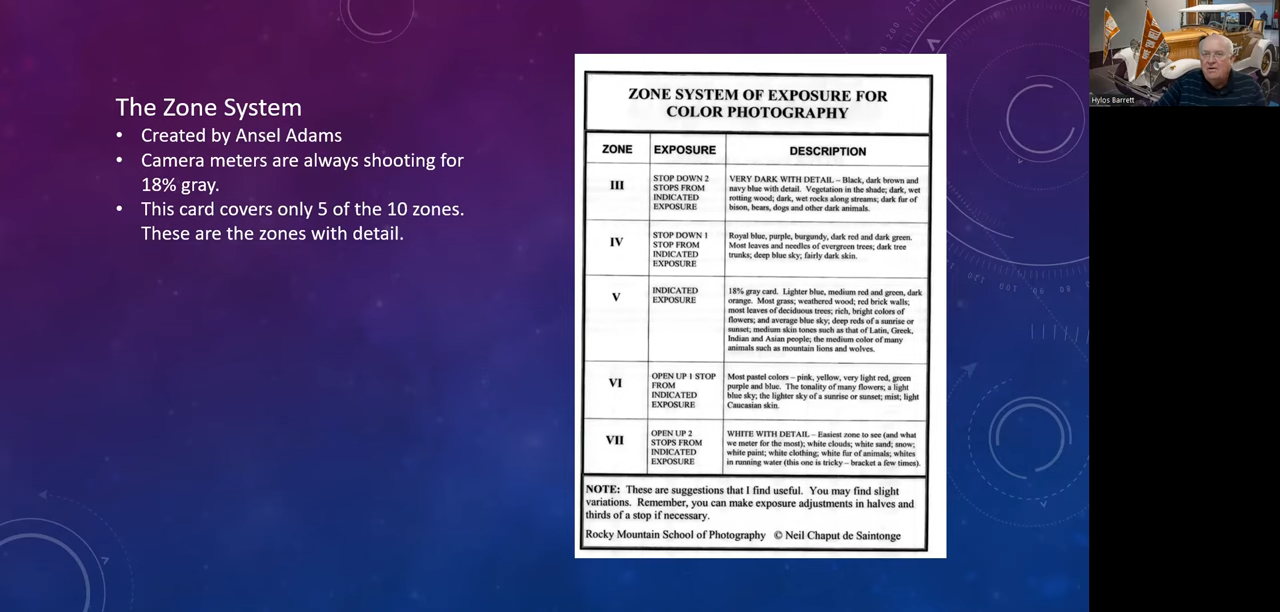 The Zone System
• Created by Ansel Adams
• Camera meters are always shooting for
18% gray.
• This card covers only 5 of the 10 zones.
These are the zones with detail.
ZONE SYSTEM OF EXPOSURE FOR
COLOR PHOTOGRAPHY
ZONE EXPOSURE DESCRIPTION
III
STOP DOWN 2
STOPS FROM
INDICATED
EXPOSURE
VERY DARK WITH DETAIL – Black, dark brown and
navy blue with detail. Vegetation in the shade; dark, wet
rotting wood; dark, wet rocks along streams; dark fur of
bison, bears, dogs and other dark animals.
IV
STOP DOWN 1
STOP FROM
INDICATED
EXPOSURE
Royal blue, purple, burgundy, dark red and dark green.
Most leaves and needles of evergreen trees; dark tree
trunks; deep blue sky; fairly dark skin.
V
INDICATED
EXPOSURE
18% gray card. Lighter blue, medium red and green, dark
orange. Most grass; weathered wood; red brick walls;
most leaves of deciduous trees; rich, bright colors of
flowers; and average blue sky; deep reds of a sunrise or
sunset; medium skin tones such as that of Latin, Greek,
Indian and Asian people; the medium color of many
animals such as mountain lions and wolves.
VI
OPEN UP 1 STOP
FROM
INDICATED
EXPOSURE
Most pastel colors – pink, yellow, very light red, green
purple and blue. The tonality of many flowers; a light
blue sky; the lighter sky of a sunrise or sunset; mist; light
Caucasian skin.
VII
OPEN UP 2
STOPS FROM
INDICATED
EXPOSURE
WHITE WITH DETAIL – Easiest zone to see (and what
we meter for the most); white clouds; white sand; snow;
white paint; white clothing; white fur of animals; whites
in running water (this one is tricky – bracket a few times).
NOTE: These are suggestions that I find useful. You may find slight
variations. Remember, you can make exposure adjustments in halves and
thirds of a stop if necessary.
Rocky Mountain School of Photography © Neil Chaput de Saintonge
Hylos Barrett